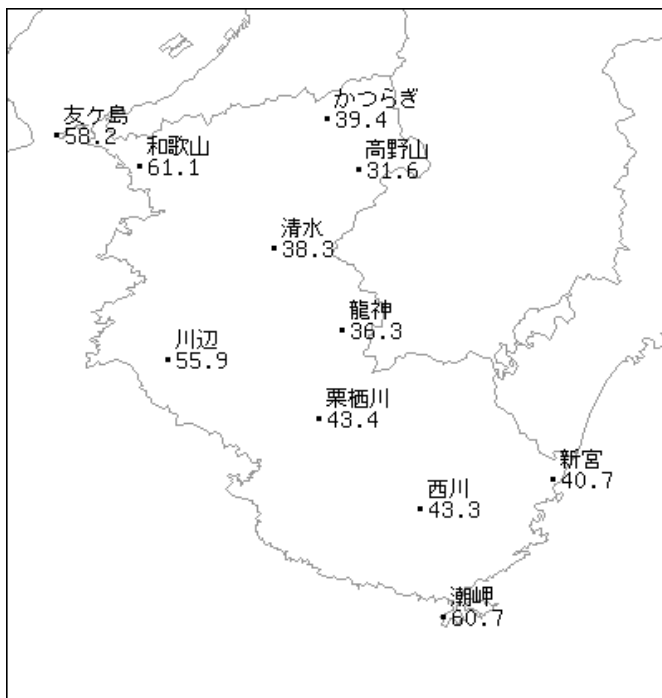 かつらぎ
39.4
友ケ島
58.2
和歌山
61.1
高野山
31.6
清水
38.3
龍神
36.3
川辺
55.9
栗栖川
43.4
新宮
40.7
西川
43.3
潮岬
60.7